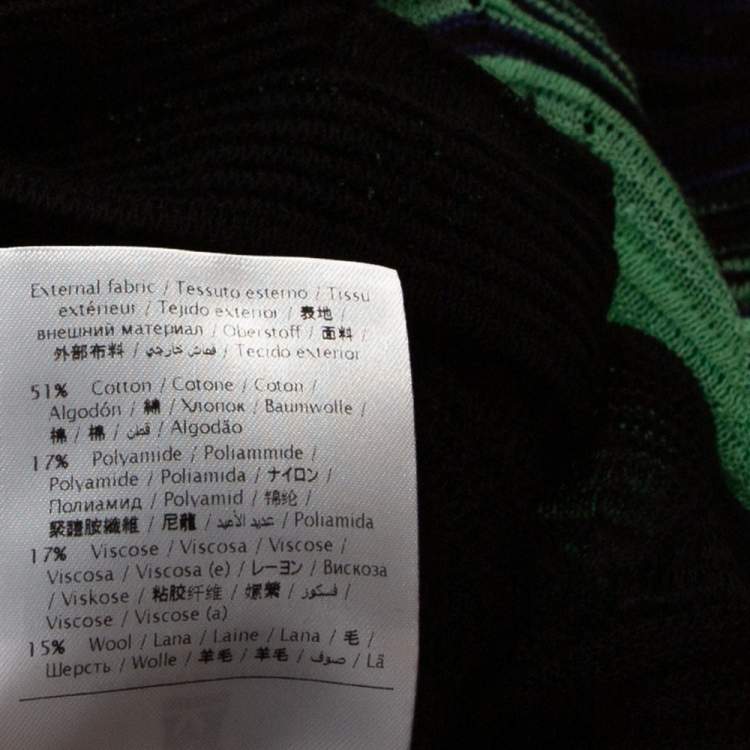 External fabric / Tessuto esterno / Tissu
extérieur / Tejido exterior / 表地 /
внешний материал / Oberstoff / 面料 /
外部布料 / قماش خارجي / Tecido exterior
51% Cotton / Cotone / Coton /
Algodón / 綿 / Хлопок / Baumwolle /
棉 / 棉 / قطن / Algodão
17% Polyamide / Poliammide /
Polyamide / Poliamida / ナイロン /
Полиамид / Polyamid / 锦纶 /
聚醯胺纖維 / 尼龍 / عديد الأميد / Poliamida
17% Viscose / Viscosa / Viscose /
Viscosa / Viscosa (e) / レーヨン / Вискоза
/ Viskose / 粘胶纤维 / 嫘縈 / فسكوز /
Viscose / Viscose (a)
15% Wool / Lana / Laine / Lana / 毛 /
Шерсть / Wolle / 羊毛 / 羊毛 / صوف / Lã